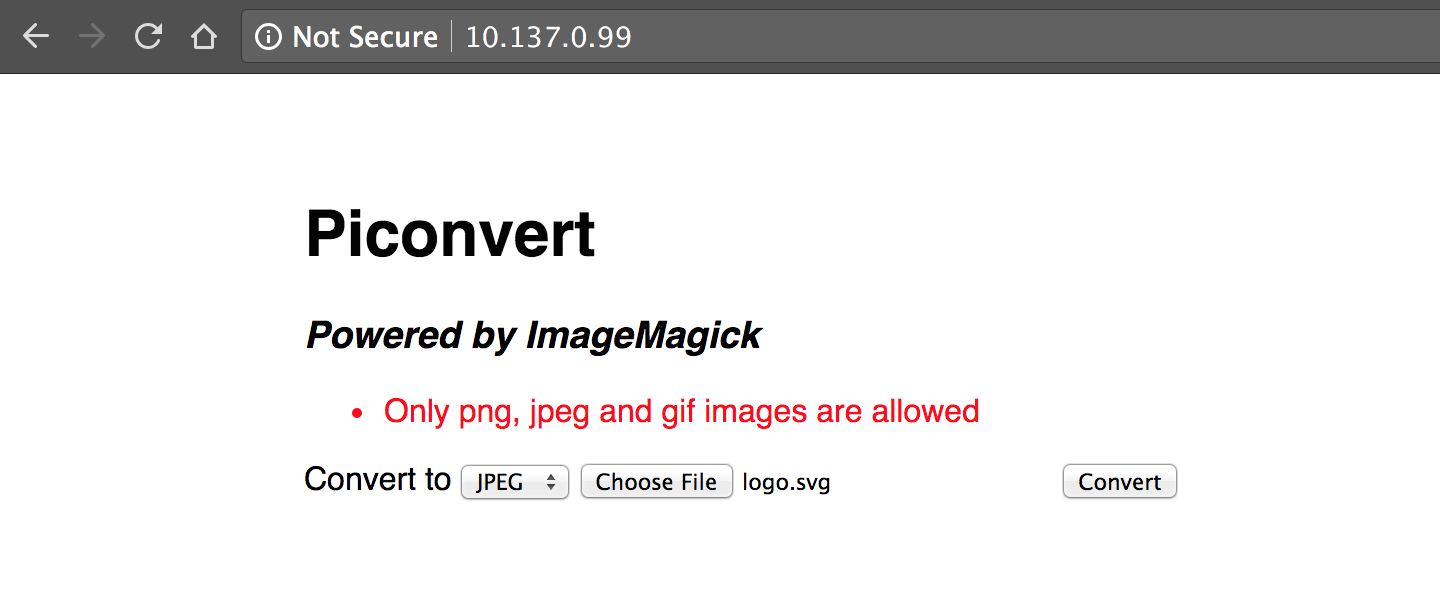 Not Secure 10.137.0.99
Piconvert
Powered by ImageMagick
Only png, jpeg and gif images are allowed
Convert to JPEG Choose File logo.svg Convert